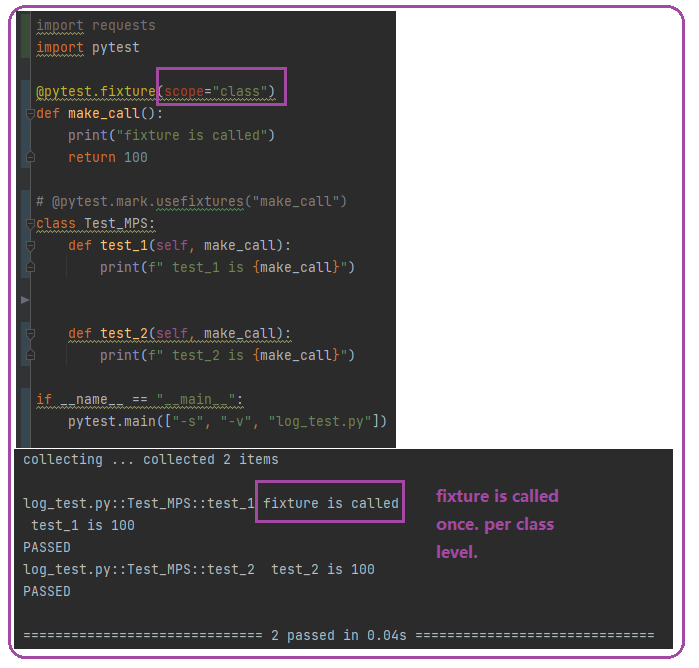 import requests
import pytest
@pytest.fixture(scope="class")
def make_call():
    print("fixture is called")
    return 100
# @pytest.mark.usefixtures("make_call")
class Test_MPS:
    def test_1(self, make_call):
        print(f" test_1 is {make_call}")
    def test_2(self, make_call):
        print(f" test_2 is {make_call}")
if __name__ == "__main__":
    pytest.main(["-s", "-v", "log_test.py"])
collecting ... collected 2 items
log_test.py::Test_MPS::test_1 fixture is called
 test_1 is 100
PASSED
log_test.py::Test_MPS::test_2  test_2 is 100
PASSED
============================== 2 passed in 0.04s ==============================
fixture is called
once. per class
level.